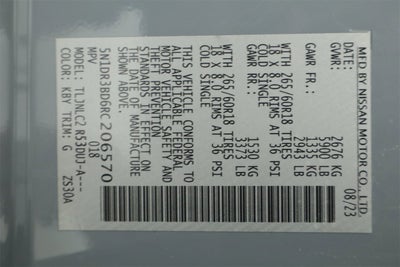 MFD BY NISSAN MOTOR CO., LTD.
DATE: 08/23
GVWR: 2676 KG
5900 LB
GAWR FR.: 1335 KG
2943 LB
WITH 265/60R18 TIRES
18 X 8.0 RIMS AT 36 PSI
COLD SINGLE
GAWR RR.: 1530 KG
3373 LB
WITH 265/60R18 TIRES
18 X 8.0 RIMS AT 36 PSI
COLD SINGLE
THIS VEHICLE CONFORMS TO
ALL APPLICABLE FEDERAL
MOTOR VEHICLE SAFETY AND
THEFT PREVENTION
STANDARDS IN EFFECT ON
THE DATE OF MANUFACTURE
SHOWN ABOVE.
5N1DR3BD6RC206570
MPV 018
MODEL: TLJNLC2 R53DUJ-A---
COLOR: KBY TRIM: G ZS30A